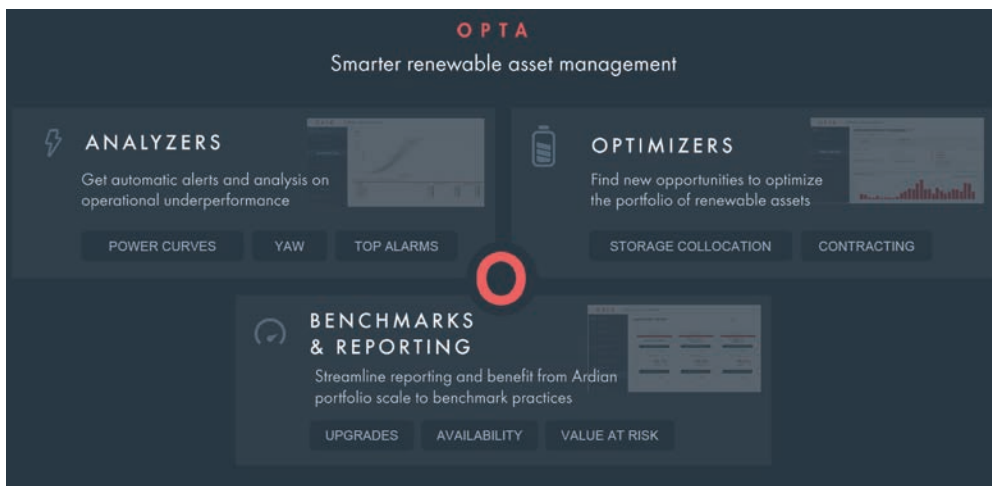 OPTA
Smarter renewable asset management
ANALYZERS
Get automatic alerts and analysis on
operational underperformance
POWER CURVES
YAW
TOP ALARMS
OPTIMIZERS
Find new opportunities to optimize
the portfolio of renewable assets
STORAGE COLLOCATION
CONTRACTING
O
BENCHMARKS
& REPORTING
Streamline reporting and benefit from Ardian
portfolio scale to benchmark practices
UPGRADES
AVAILABILITY
VALUE AT RISK